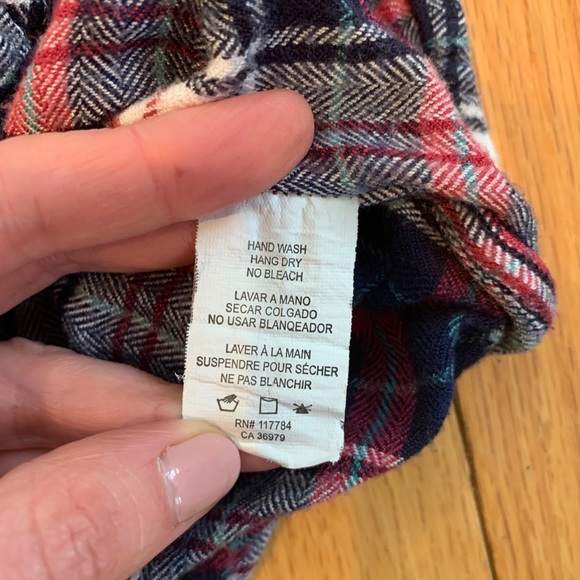 HAND WASH
HANG DRY
NO BLEACH
LAVAR A MANO
SECAR COLGADO
NO USAR BLANQEADOR
LAVER À LA MAIN
SUSPENDRE POUR SÉCHER
NE PAS BLANCHIR
RN# 117784
CA 36979